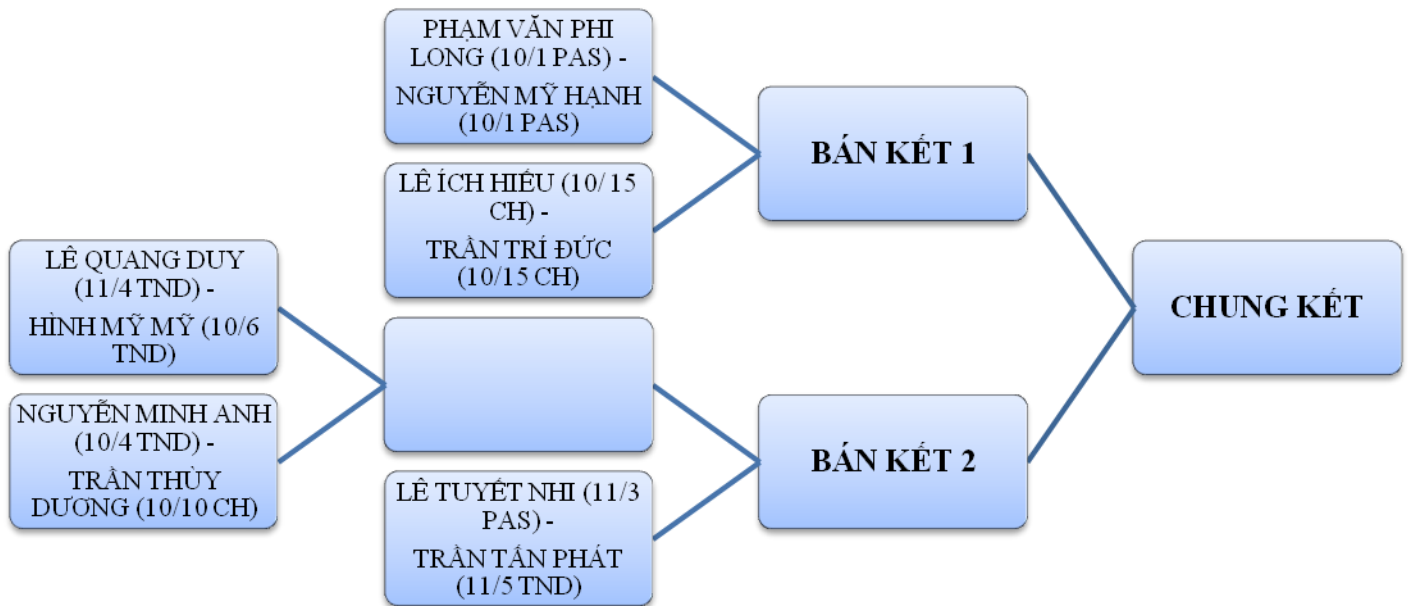 PHẠM VĂN PHI
LONG (10/1 PAS) -
NGUYỄN MỸ HẠNH
(10/1 PAS)
BÁN KẾT 1
LÊ ÍCH HIẾU (10/ 15
CH) -
TRẦN TRÍ ĐỨC
(10/15 CH)
LÊ QUANG DUY
(11/4 TND) -
HÌNH MỸ MỸ (10/6
TND)
CHUNG KẾT
NGUYỄN MINH ANH
(10/4 TND) -
TRẦN THÙY
DƯƠNG (10/10 CH)
BÁN KẾT 2
LÊ TUYẾT NHI (11/3
PAS) -
TRẦN TẤN PHÁT
(11/5 TND)